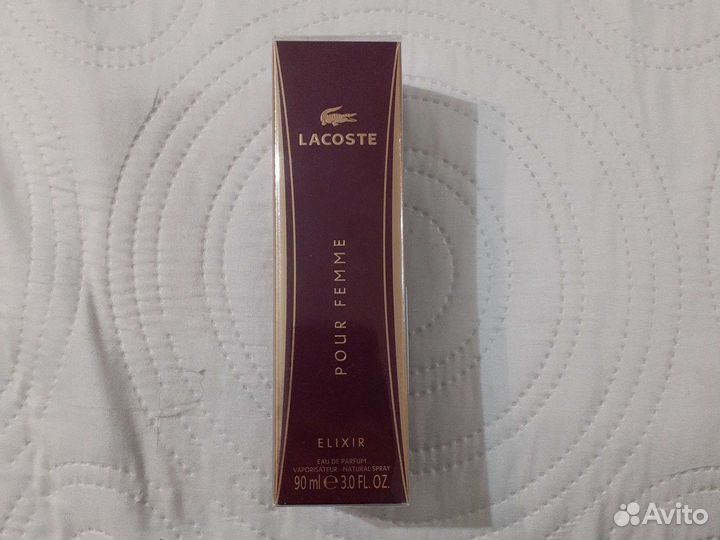 LACOSTE
POUR FEMME
ELIXIR
EAU DE PARFUM
VAPORISATEUR - NATURAL SPRAY
90 ml ℮ 3.0 FL. OZ.
Avito